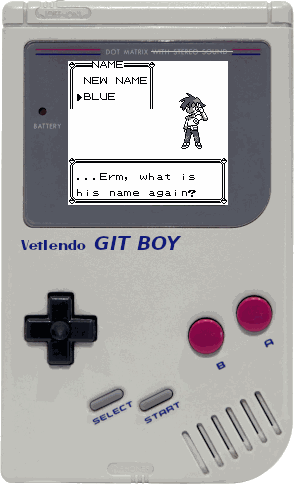 VETLENDO
DOT MATRIX WITH STEREO SOUND
NAME
NEW NAME
BLUE
BATTERY
...Erm, what is
his name again?
Vetlendo GIT BOY
B
A
SELECT
START